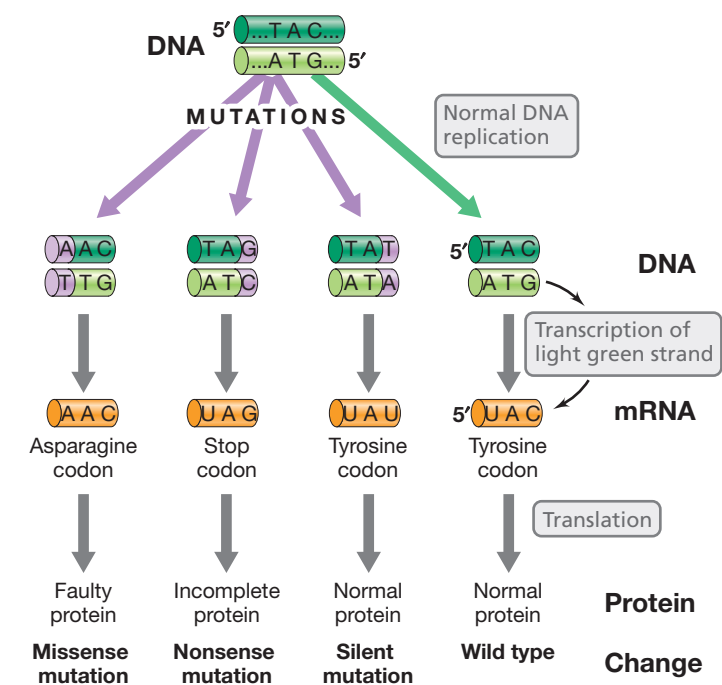 DNA
5′ ...T A C...
...A T G... 5′
MUTATIONS
Normal DNA
replication
A A C
T T G
T A G
A T C
T A T
A T A
5′ T A C
A T G
DNA
Transcription of
light green strand
A A C
U A G
U A U
5′ U A C
mRNA
Asparagine
codon
Stop
codon
Tyrosine
codon
Tyrosine
codon
Translation
Faulty
protein
Incomplete
protein
Normal
protein
Normal
protein
Protein
Missense
mutation
Nonsense
mutation
Silent
mutation
Wild type
Change